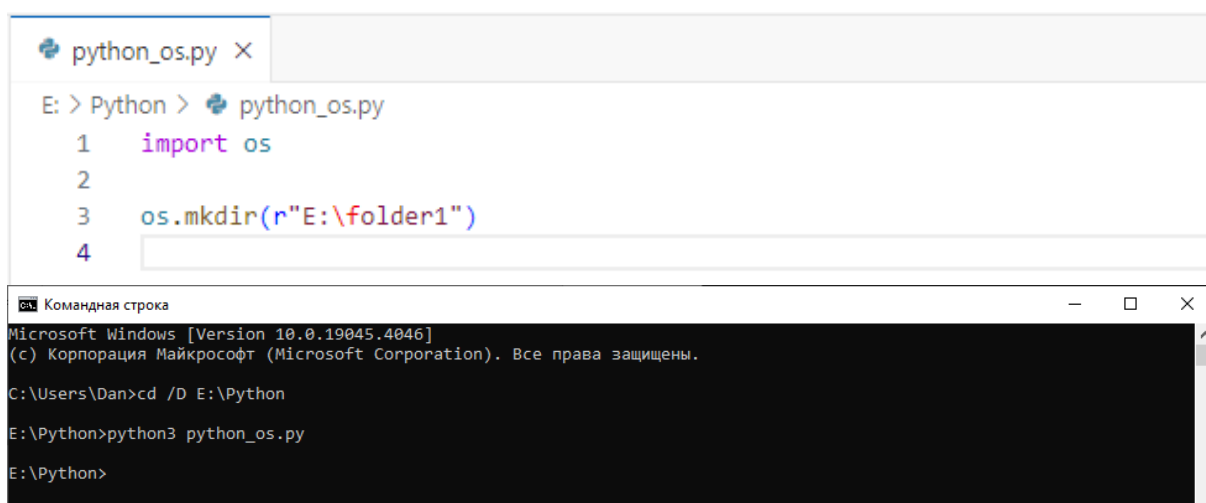 python_os.py ×
E: > Python > python_os.py
1 import os
2
3 os.mkdir(r"E:\folder1")
4
Командная строка
Microsoft Windows [Version 10.0.19045.4046]
(c) Корпорация Майкрософт (Microsoft Corporation). Все права защищены.
C:\Users\Dan>cd /D E:\Python
E:\Python>python3 python_os.py
E:\Python>